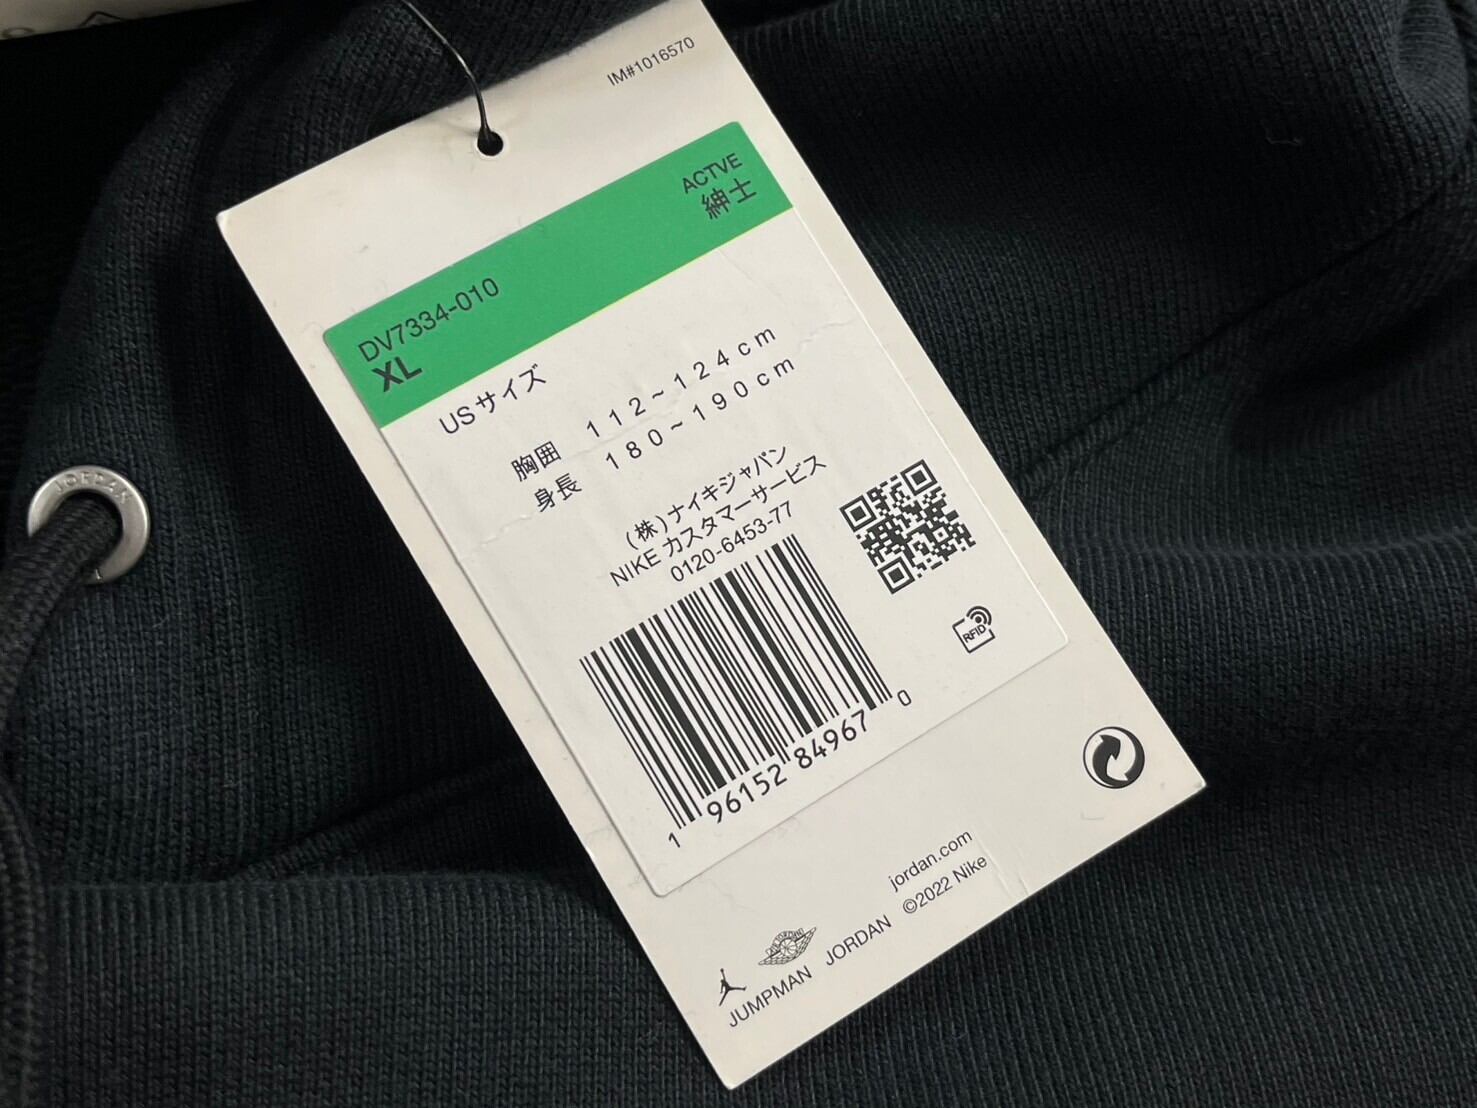 IM#1016570
ACTVE
紳士
DV7334-010
XL
USサイズ
胸囲 112~124cm
身長 180~190cm
(株)ナイキジャパン
NIKE カスタマーサービス
0120-6453-77
RFID
1 96152 84967 0
jordan.com
©2022 Nike
JUMPMAN JORDAN
JORDAN